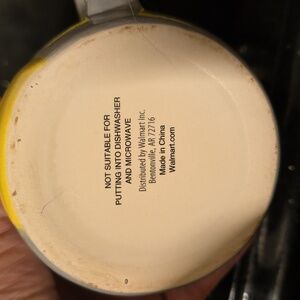 NOT SUITABLE FOR
PUTTING INTO DISHWASHER
AND MICROWAVE
Distributed by Walmart Inc.
Bentonville, AR 72716
Made in China
Walmart.com